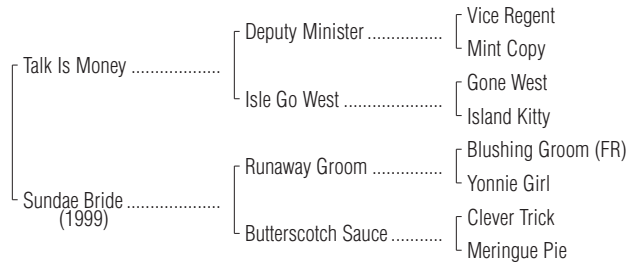 Vice Regent
Deputy Minister ..................
Mint Copy
Talk Is Money .....................
Gone West
Isle Go West .......................
Island Kitty
Blushing Groom (FR)
Runaway Groom ................
Yonnie Girl
Sundae Bride ......................
(1999)
Clever Trick
Butterscotch Sauce ............
Meringue Pie